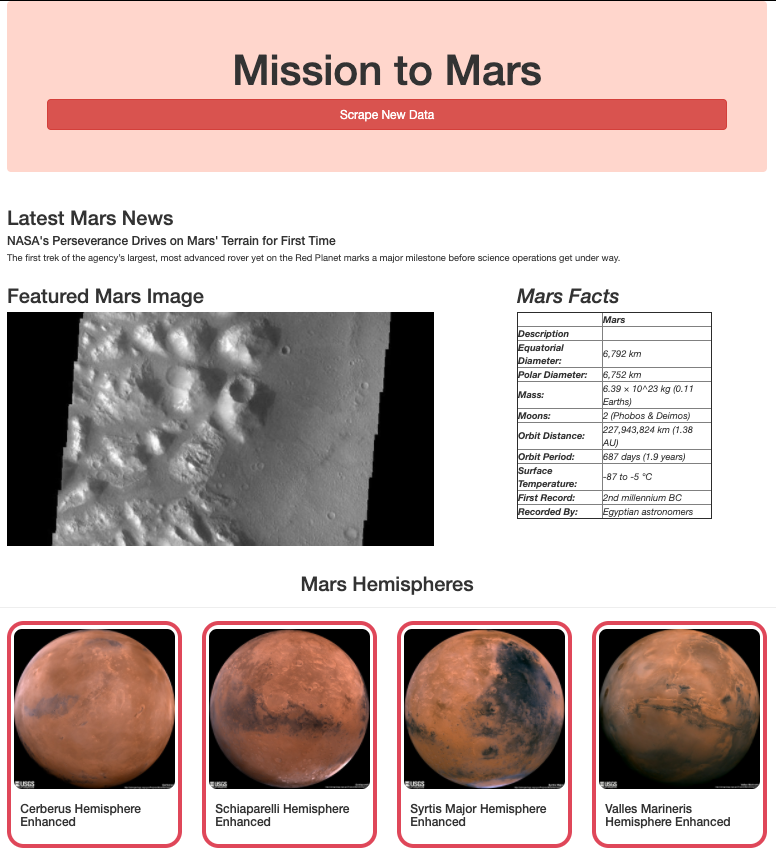 Mission to Mars
Scrape New Data
Latest Mars News
NASA's Perseverance Drives on Mars' Terrain for First Time
The first trek of the agency's largest, most advanced rover yet on the Red Planet marks a major milestone before science operations get under way.
Featured Mars Image
Mars Facts
Mars
Description
Equatorial Diameter: 6,792 km
Polar Diameter: 6,752 km
Mass: 6.39 × 10^23 kg (0.11 Earths)
Moons: 2 (Phobos & Deimos)
Orbit Distance: 227,943,824 km (1.38 AU)
Orbit Period: 687 days (1.9 years)
Surface Temperature: -87 to -5 °C
First Record: 2nd millennium BC
Recorded By: Egyptian astronomers
Mars Hemispheres
USGS
USGS
USGS
USGS
Cerberus Hemisphere Enhanced
Schiaparelli Hemisphere Enhanced
Syrtis Major Hemisphere Enhanced
Valles Marineris Hemisphere Enhanced